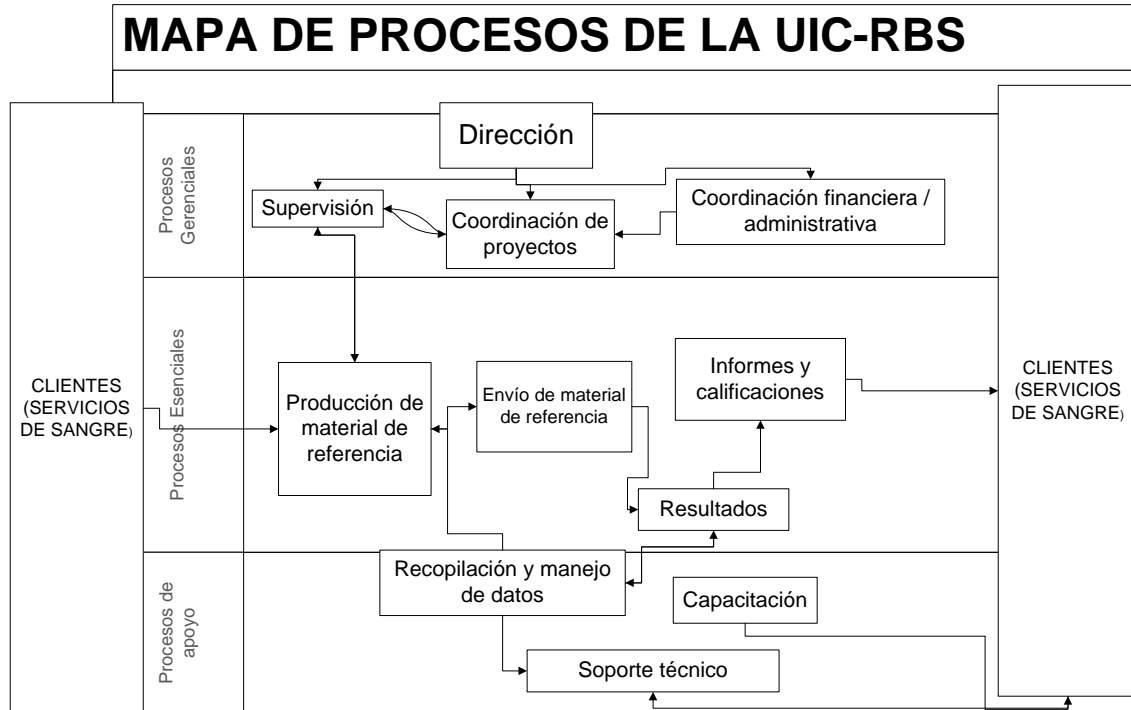 MAPA DE PROCESOS DE LA UIC-RBS
CLIENTES
(SERVICIOS
DE SANGRE)
Procesos
Gerenciales
Dirección
Supervisión
Coordinación de
proyectos
Coordinación financiera /
administrativa
Procesos Esenciales
Producción de
material de
referencia
Envío de material
de referencia
Informes y
calificaciones
Resultados
Procesos de
apoyo
Recopilación y manejo
de datos
Capacitación
Soporte técnico
CLIENTES
(SERVICIOS
DE SANGRE)